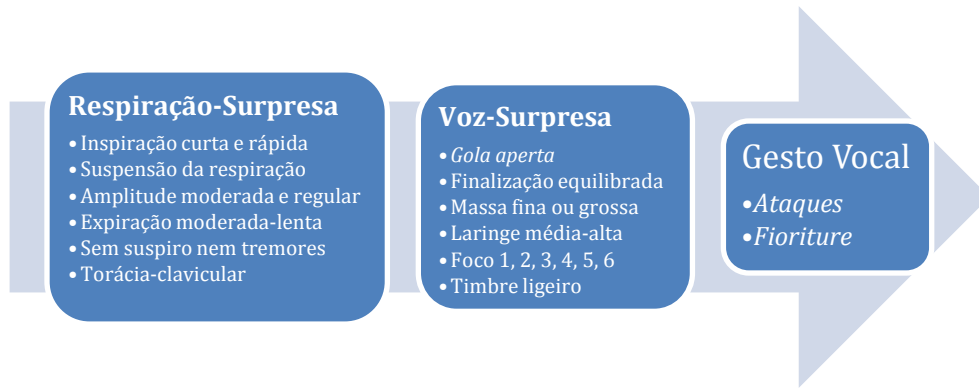 Respiração-Surpresa
•Inspiração curta e rápida
•Suspensão da respiração
•Amplitude moderada e regular
•Expiração moderada-lenta
•Sem suspiro nem tremores
•Torácia-clavicular
Voz-Surpresa
•Gola aperta
•Finalização equilibrada
•Massa fina ou grossa
•Laringe média-alta
•Foco 1, 2, 3, 4, 5, 6
•Timbre ligeiro
Gesto Vocal
•Ataques
•Fioriture